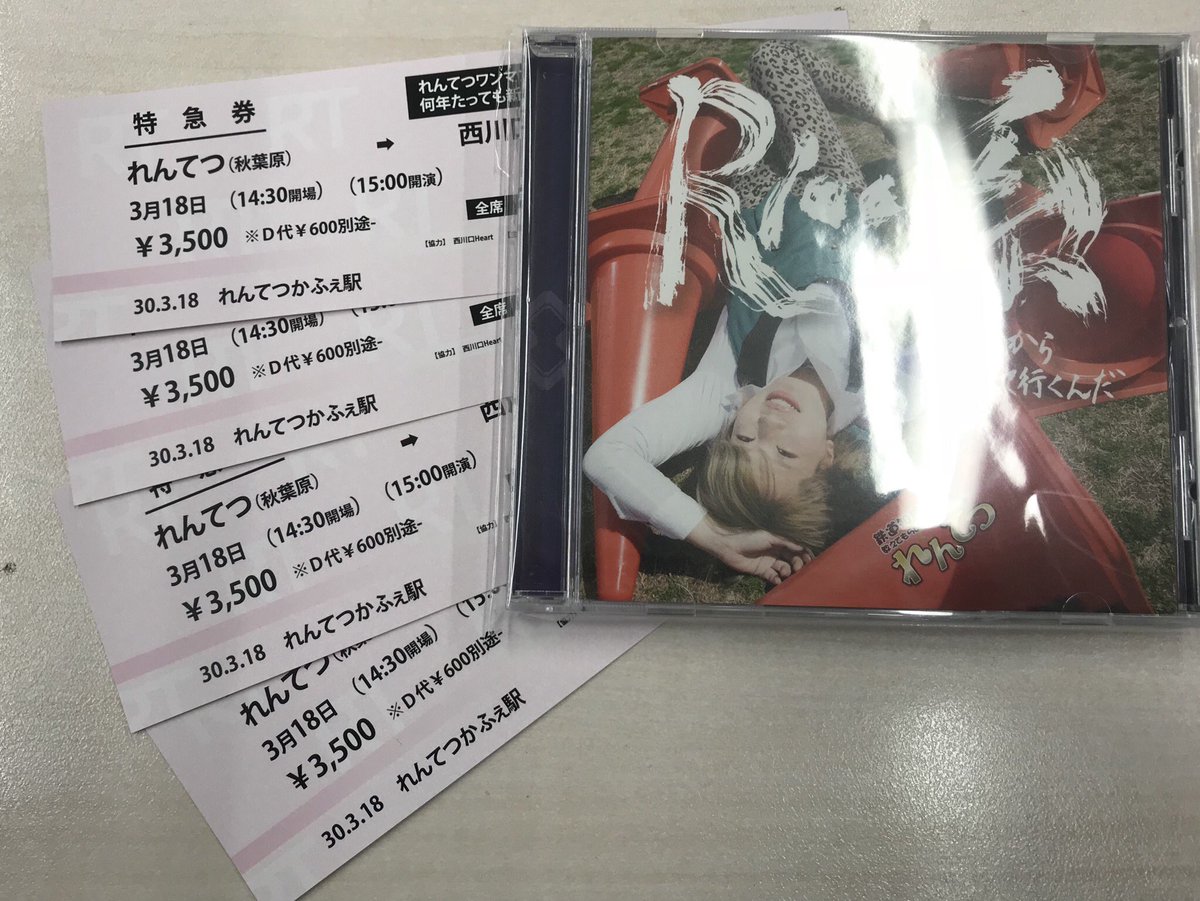 れんてつワンマ
何年たっても
特急券
れんてつ(秋葉原) ➡ 西川
3月18日 (14:30開場) (15:00開演)
¥3,500 ※D代¥600別途-
全席
【協力】 西川口Heart
30.3.18 れんてつかふぇ駅
全席
3月18日 (14:30開場)
¥3,500 ※D代¥600別途-
【協力】 西川口Heart
30.3.18 れんてつかふぇ駅
➡
れんてつ(秋葉原)
3月18日 (14:30開場) (15:00開演)
¥3,500 ※D代¥600別途-
【協力】
30.3.18 れんてつかふぇ駅
れんてつ
3月18日 (14:30開場)
¥3,500 ※D代¥600別途-
30.3.18 れんてつかふぇ駅
から
行くんだ
れんてつ